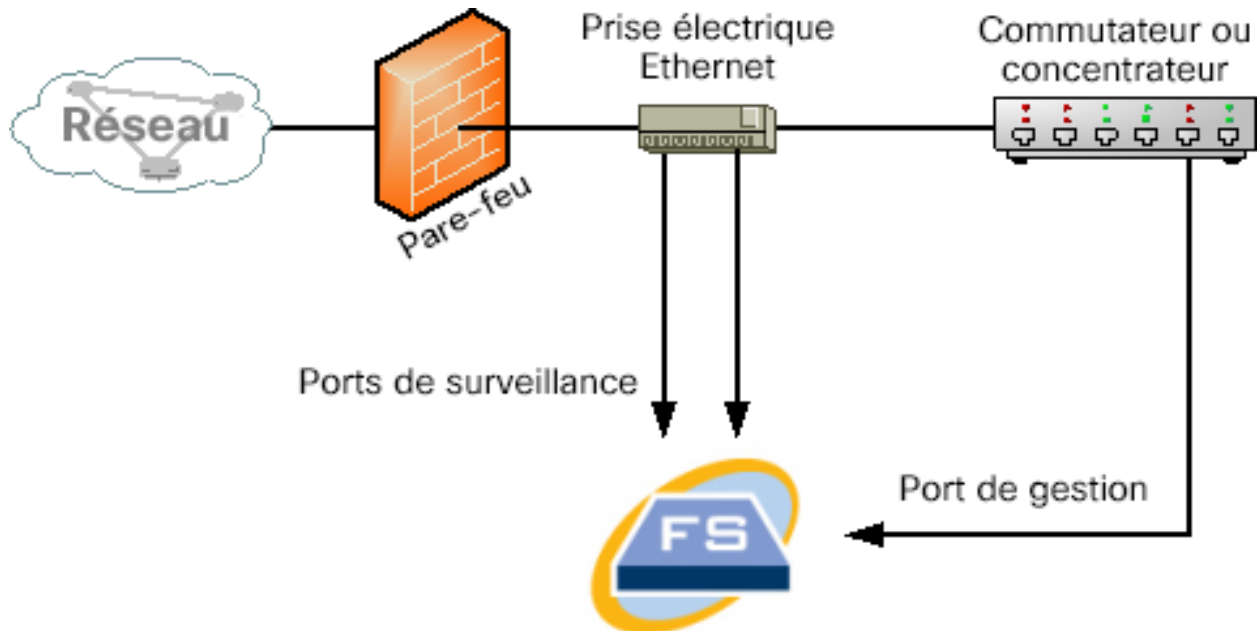 Prise électrique
Ethernet
Commutateur ou
concentrateur
Réseau
Pare-feu
Ports de surveillance
Port de gestion
FS